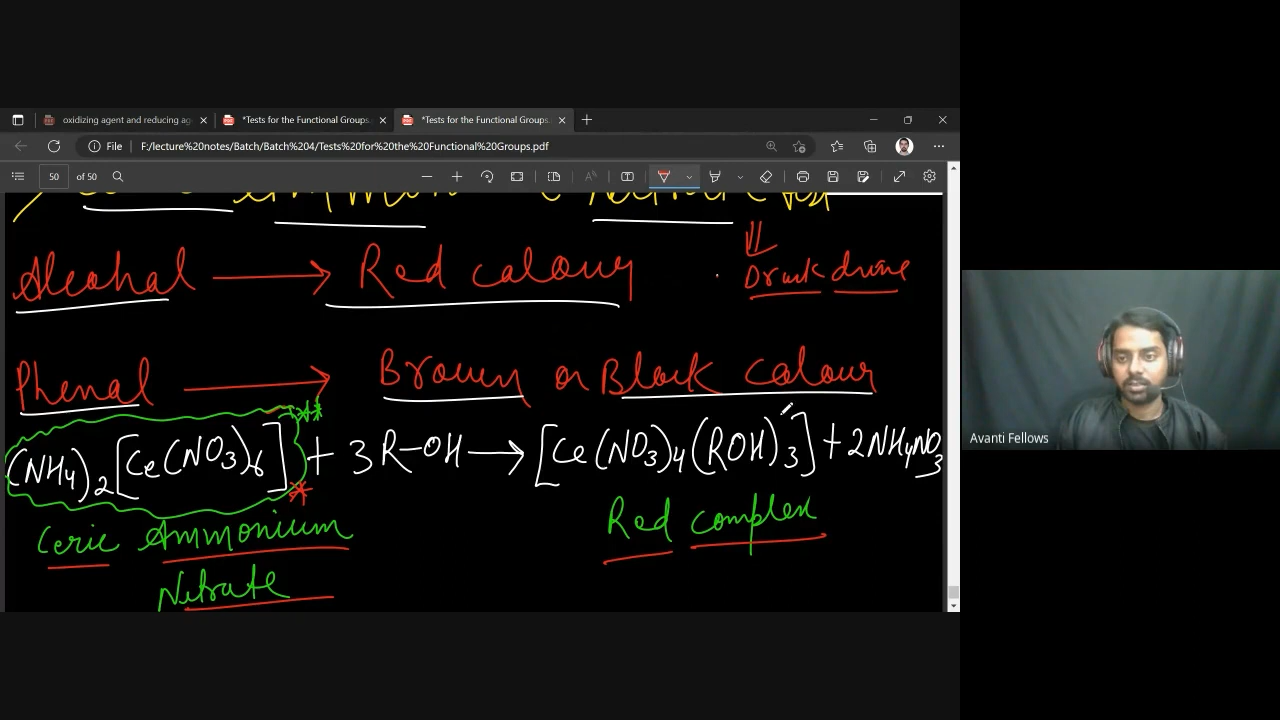 oxidizing agent and reducing ag
*Tests for the Functional Groups.
*Tests for the Functional Groups.
File
F:/lecture%20notes/Batch/Batch%204/Tests%20for%20the%20Functional%20Groups.pdf
50 of 50
Alcohol → Red colour
Drunk drive
Phenol → Brown or Black colour
(NH4)2[Ce(NO3)6] + 3R-OH → [Ce(NO3)4(ROH)3] + 2NH4NO3
Ceric Ammonium
Nitrate
Red complex
Avanti Fellows